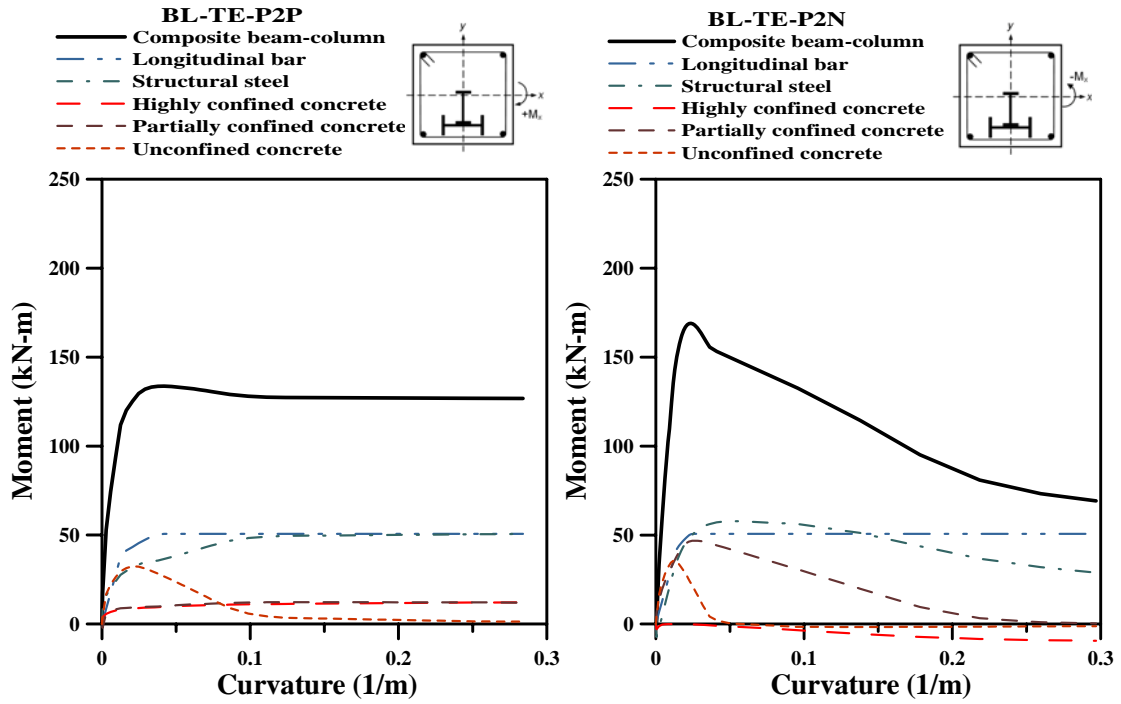 BL-TE-P2P
Composite beam-column
Longitudinal bar
Structural steel
Highly confined concrete
Partially confined concrete
Unconfined concrete
y
x
+Mx
250
200
150
100
50
0
0
0.1
0.2
0.3
Moment (kN-m)
Curvature (1/m)
BL-TE-P2N
Composite beam-column
Longitudinal bar
Structural steel
Highly confined concrete
Partially confined concrete
Unconfined concrete
y
x
-Mx
250
200
150
100
50
0
0
0.1
0.2
0.3
Moment (kN-m)
Curvature (1/m)